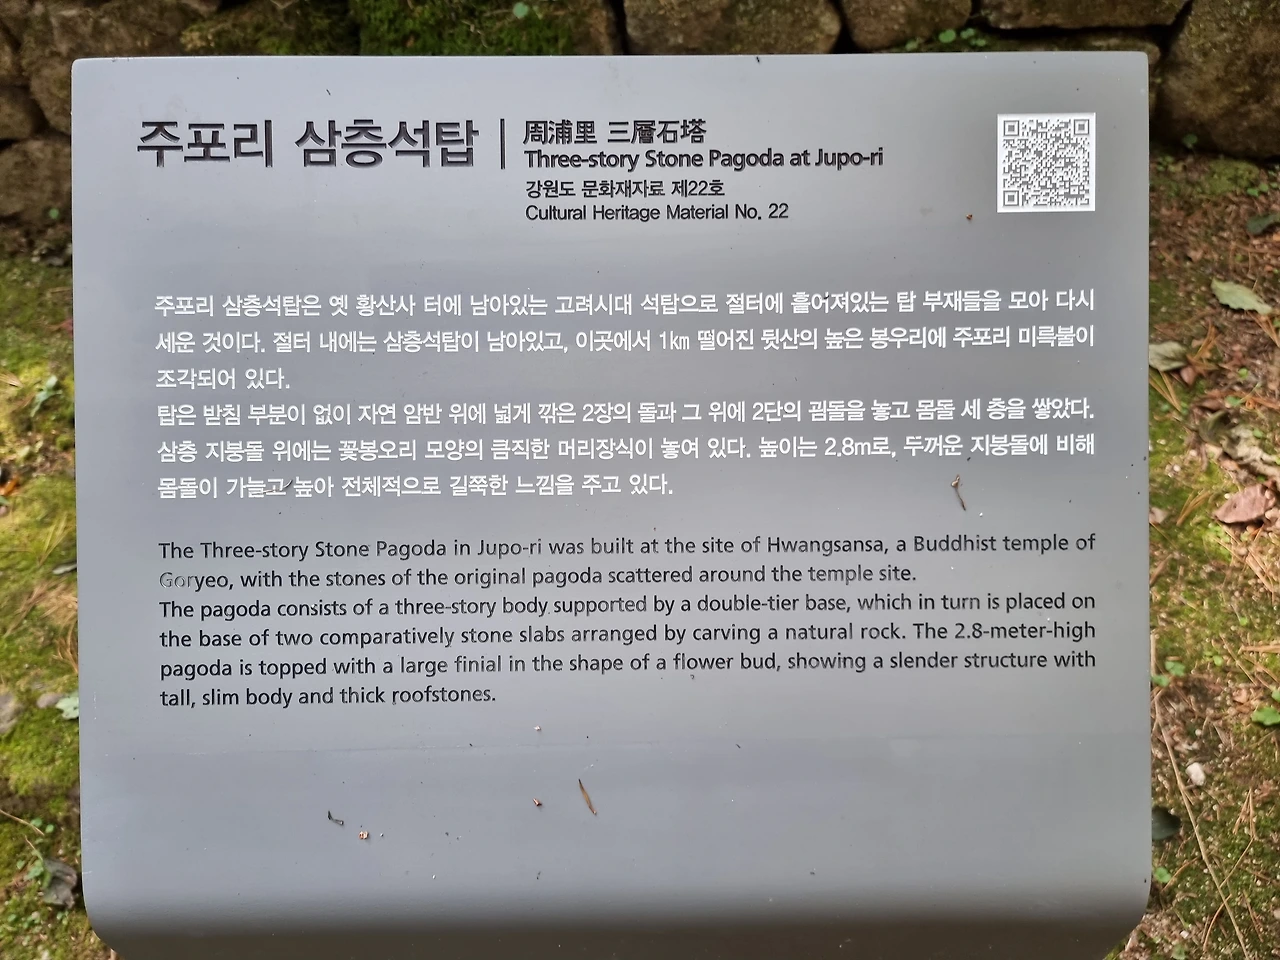 주포리 삼층석탑
周浦里 三層石塔
Three-story Stone Pagoda at Jupo-ri
강원도 문화재자료 제22호
Cultural Heritage Material No. 22
주포리 삼층석탑은 옛 황산사 터에 남아있는 고려시대 석탑으로 절터에 흩어져있는 탑 부재들을 모아 다시
세운 것이다. 절터 내에는 삼층석탑이 남아있고, 이곳에서 1km 떨어진 뒷산의 높은 봉우리에 주포리 미륵불이
조각되어 있다.
탑은 받침 부분이 없이 자연 암반 위에 넓게 깎은 2장의 돌과 그 위에 2단의 굄돌을 놓고 몸돌 세 층을 쌓았다.
삼층 지붕돌 위에는 꽃봉오리 모양의 큼직한 머리장식이 놓여 있다. 높이는 2.8m로, 두꺼운 지붕돌에 비해
몸돌이 가늘고 높아 전체적으로 길쭉한 느낌을 주고 있다.
The Three-story Stone Pagoda in Jupo-ri was built at the site of Hwangsansa, a Buddhist temple of
Goryeo, with the stones of the original pagoda scattered around the temple site.
The pagoda consists of a three-story body supported by a double-tier base, which in turn is placed on
the base of two comparatively stone slabs arranged by carving a natural rock. The 2.8-meter-high
pagoda is topped with a large finial in the shape of a flower bud, showing a slender structure with
tall, slim body and thick roofstones.